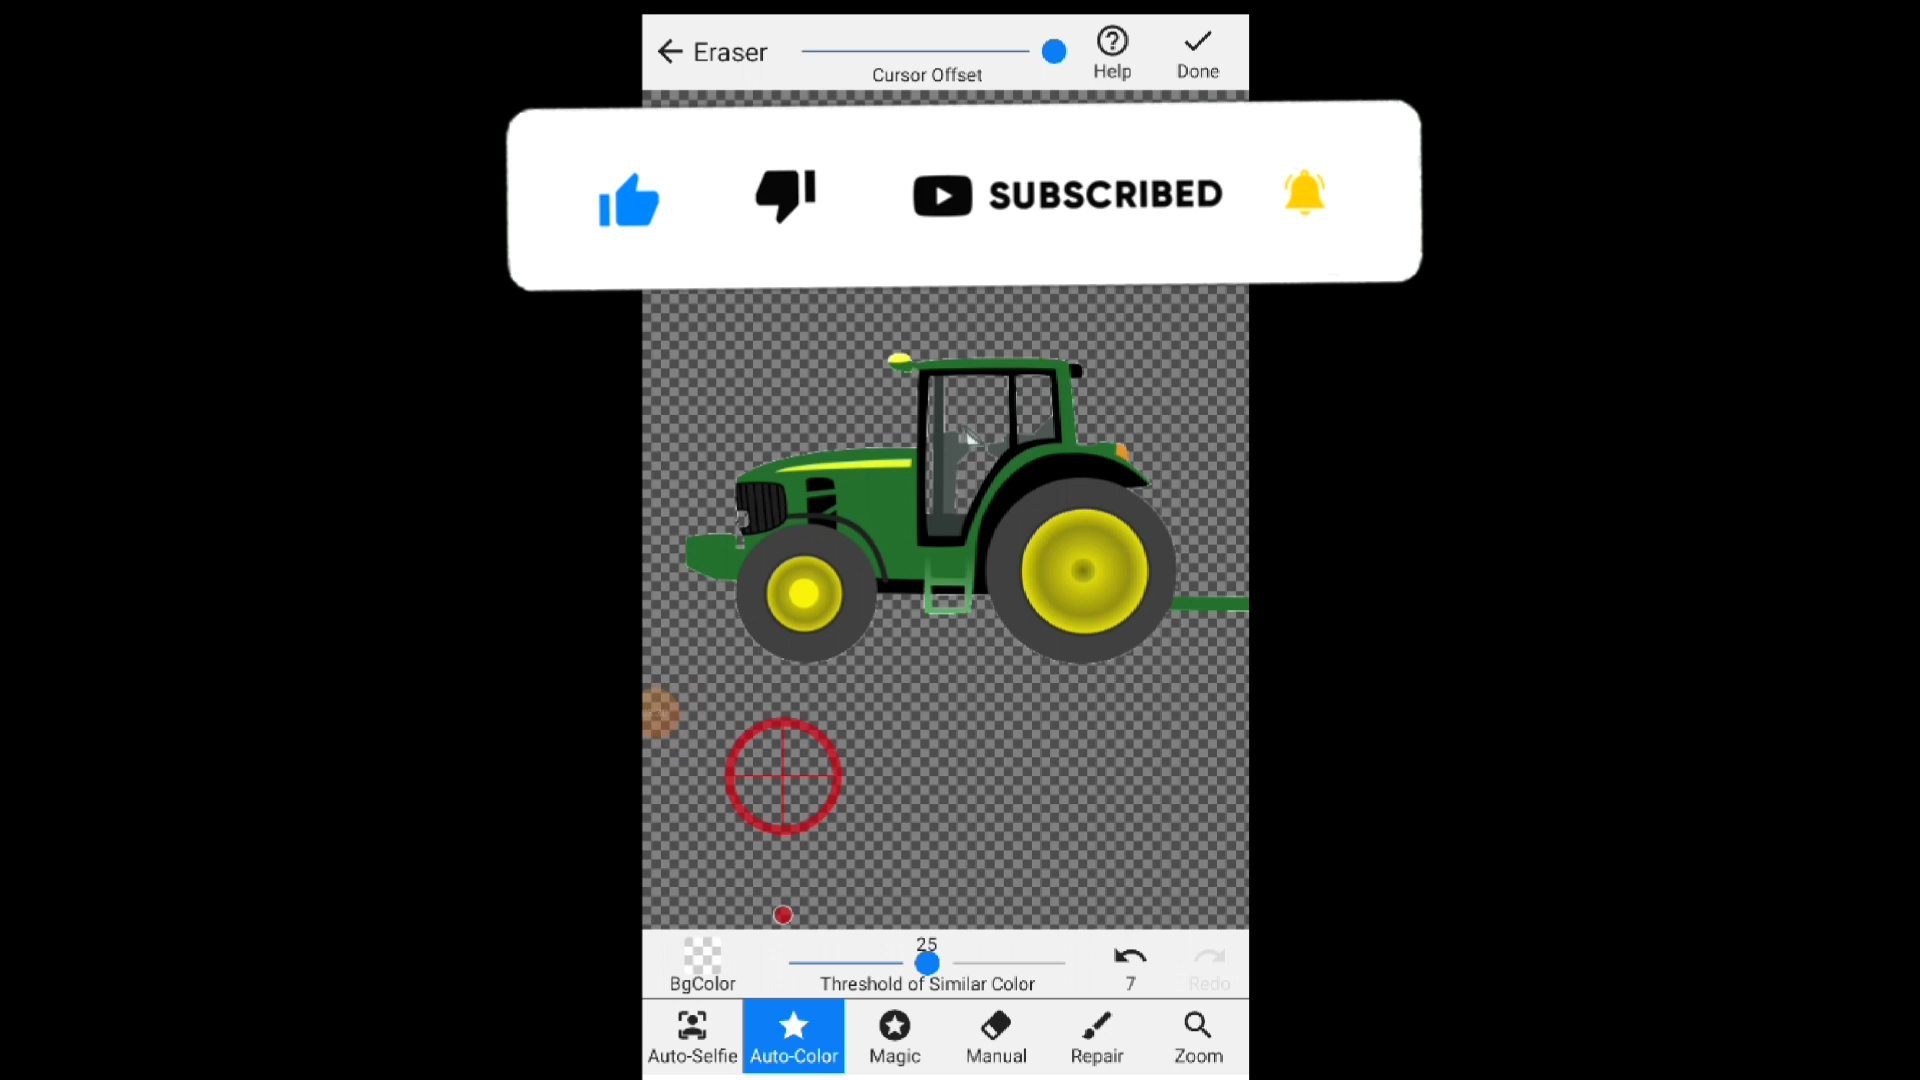 Eraser
Cursor Offset
Help
Done
SUBSCRIBED
BgColor
25
Threshold of Similar Color
7
Redo
Auto-Selfie
Auto-Color
Magic
Manual
Repair
Zoom